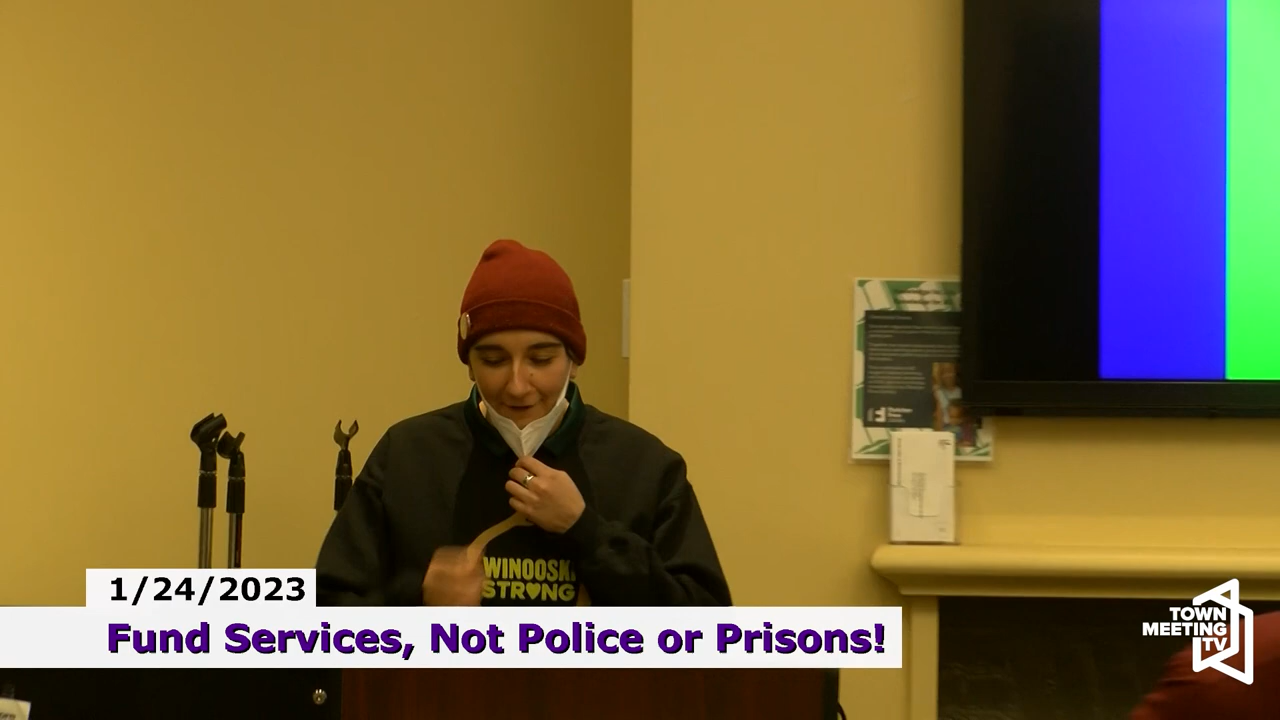 WINOOSKI
STRONG
1/24/2023
Fund Services, Not Police or Prisons!
TOWN
MEETING
TV